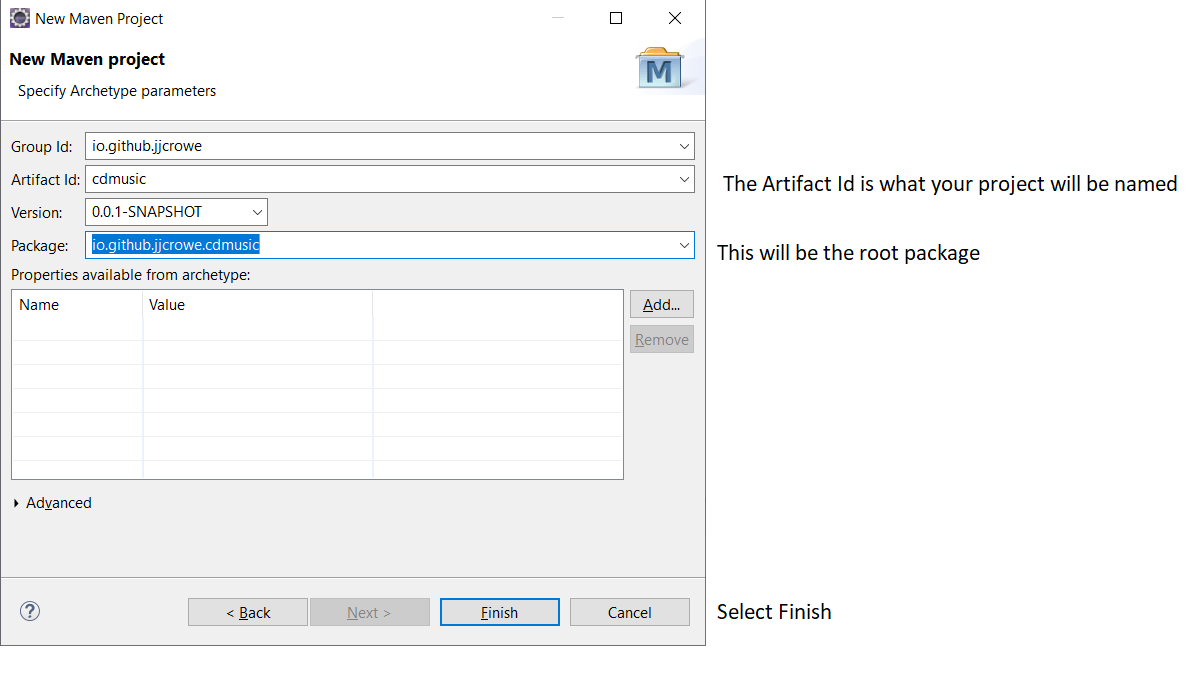 New Maven Project
New Maven project
Specify Archetype parameters
M
Group Id: io.github.jjcrowe
Artifact Id: cdmusic
The Artifact Id is what your project will be named
Version: 0.0.1-SNAPSHOT
Package: io.github.jjcrowe.cdmusic
This will be the root package
Properties available from archetype:
Name Value
Add...
Remove
Advanced
? < Back Next > Finish Cancel
Select Finish